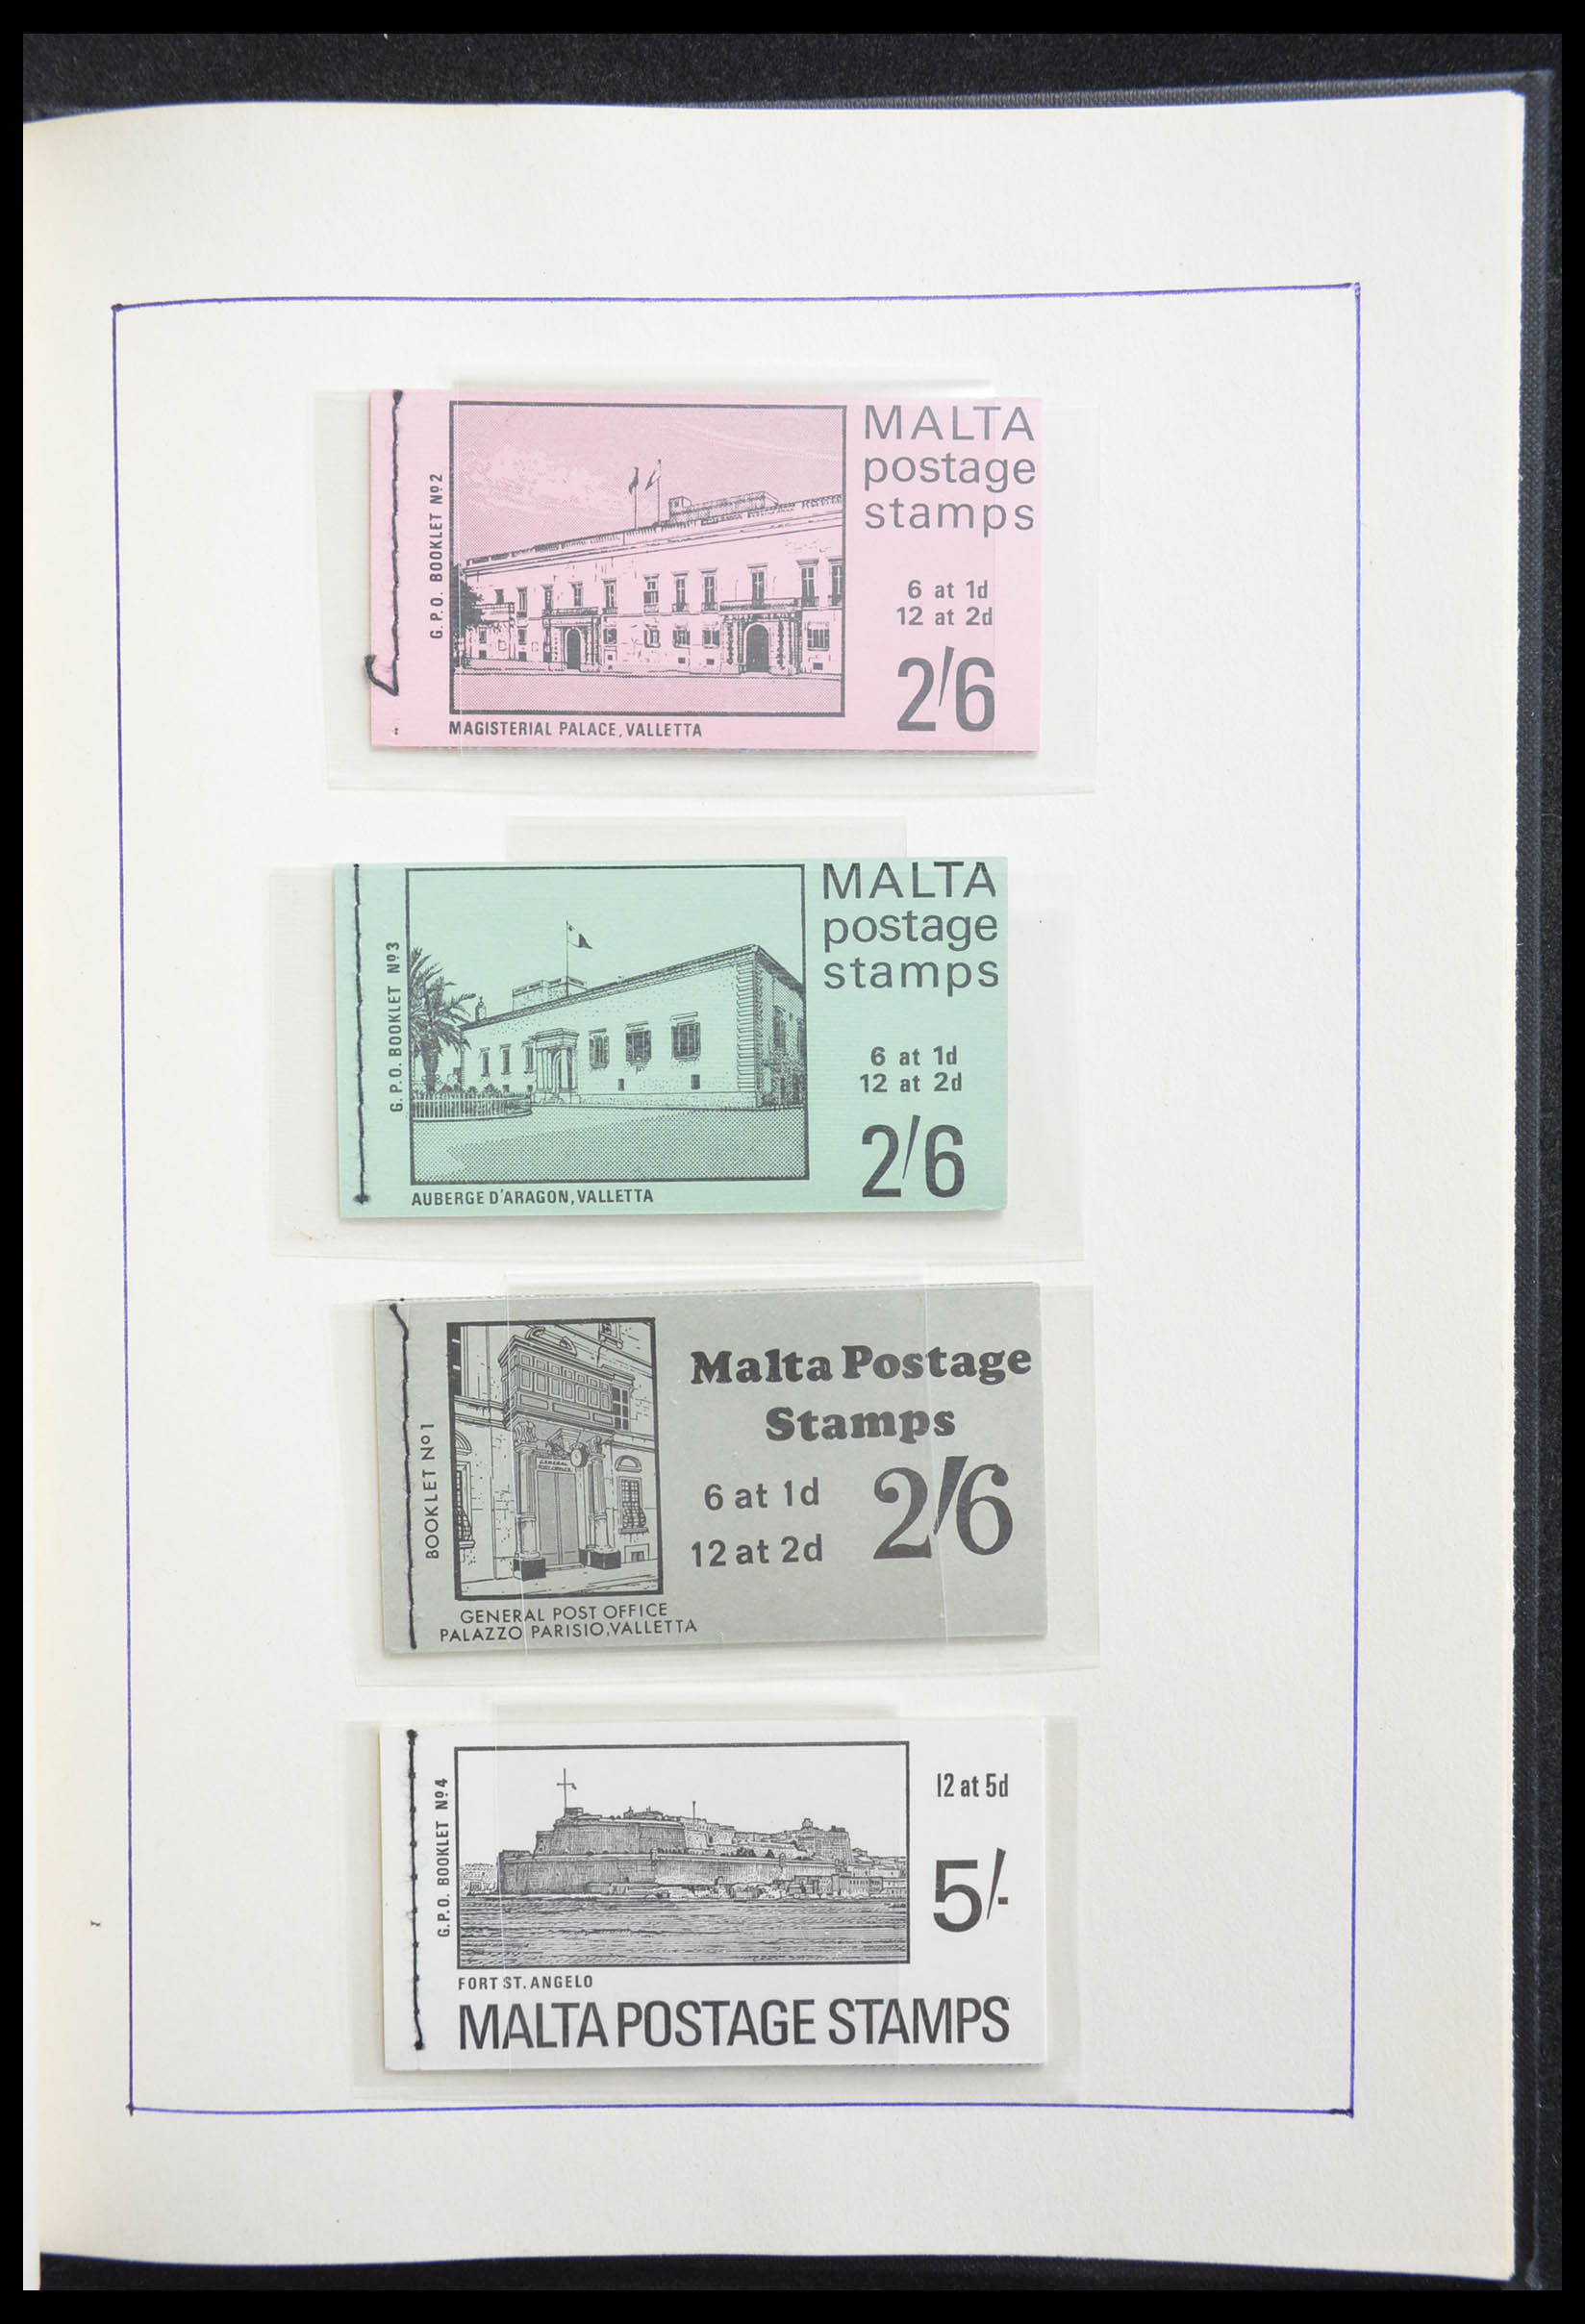 G.P.O. BOOKLET Nº2
MALTA
postage
stamps
6 at 1d
12 at 2d
2/6
MAGISTERIAL PALACE, VALLETTA
G.P.O. BOOKLET Nº3
MALTA
postage
stamps
6 at 1d
12 at 2d
2/6
AUBERGE D'ARAGON, VALLETTA
BOOKLET Nº1
Malta Postage
Stamps
6 at 1d
12 at 2d
2/6
GENERAL
POST OFFICE
GENERAL POST OFFICE
PALAZZO PARISIO, VALLETTA
G.P.O. BOOKLET Nº4
12 at 5d
5/-
FORT ST. ANGELO
MALTA POSTAGE STAMPS